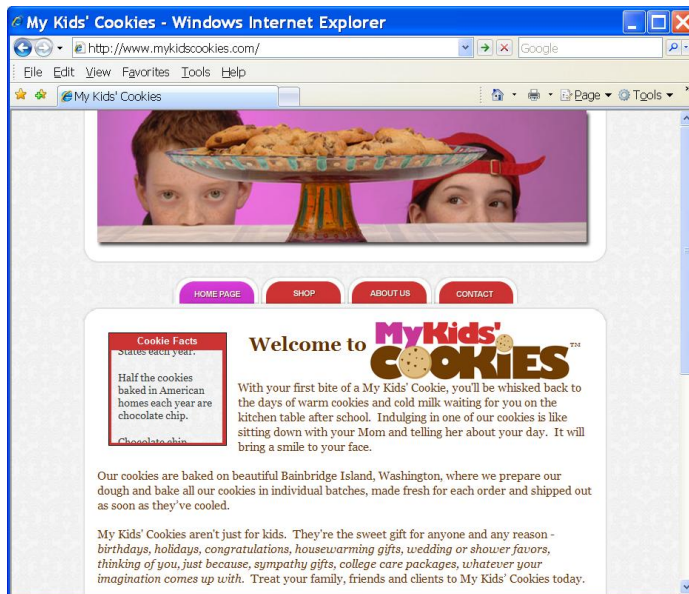 My Kids' Cookies - Windows Internet Explorer
http://www.mykidscookies.com/
Google
File Edit View Favorites Tools Help
My Kids' Cookies
Page Tools
HOME PAGE SHOP ABOUT US CONTACT
Cookie Facts
States each year.
Half the cookies
baked in American
homes each year are
chocolate chip.
Chocolate chip
Welcome to MyKids'
COOKiES™
With your first bite of a My Kids' Cookie, you'll be whisked back to
the days of warm cookies and cold milk waiting for you on the
kitchen table after school. Indulging in one of our cookies is like
sitting down with your Mom and telling her about your day. It will
bring a smile to your face.
Our cookies are baked on beautiful Bainbridge Island, Washington, where we prepare our
dough and bake all our cookies in individual batches, made fresh for each order and shipped out
as soon as they've cooled.
My Kids' Cookies aren't just for kids. They're the sweet gift for anyone and any reason -
birthdays, holidays, congratulations, housewarming gifts, wedding or shower favors,
thinking of you, just because, sympathy gifts, college care packages, whatever your
imagination comes up with. Treat your family, friends and clients to My Kids' Cookies today.